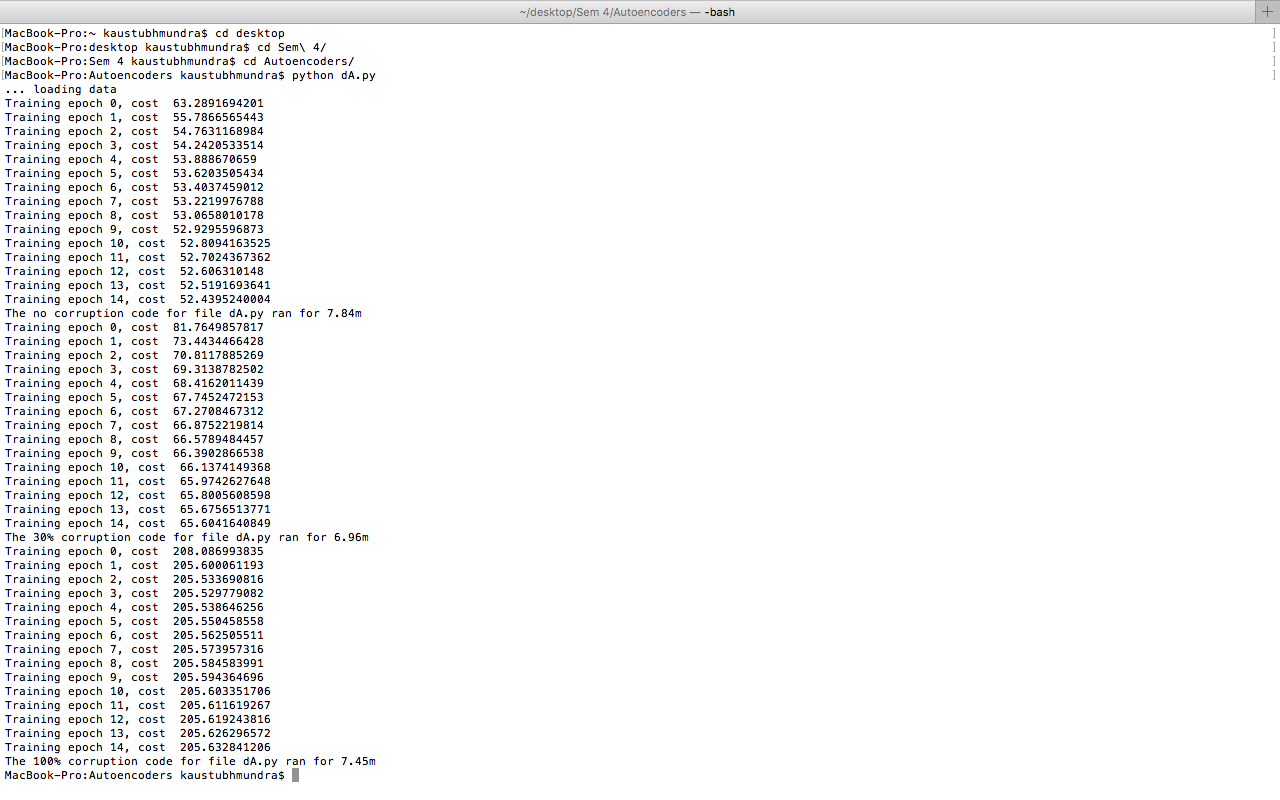 ~/desktop/Sem 4/Autoencoders — -bash
MacBook-Pro:~ kaustubhmundra$ cd desktop
MacBook-Pro:desktop kaustubhmundra$ cd Sem\ 4/
MacBook-Pro:Sem 4 kaustubhmundra$ cd Autoencoders/
MacBook-Pro:Autoencoders kaustubhmundra$ python dA.py
... loading data
Training epoch 0, cost  63.2891694201
Training epoch 1, cost  55.7866565443
Training epoch 2, cost  54.7631168984
Training epoch 3, cost  54.2420533514
Training epoch 4, cost  53.888670659
Training epoch 5, cost  53.6203505434
Training epoch 6, cost  53.4037459012
Training epoch 7, cost  53.2219976788
Training epoch 8, cost  53.0658010178
Training epoch 9, cost  52.9295596873
Training epoch 10, cost  52.8094163525
Training epoch 11, cost  52.7024367362
Training epoch 12, cost  52.606310148
Training epoch 13, cost  52.5191693641
Training epoch 14, cost  52.4395240004
The no corruption code for file dA.py ran for 7.84m
Training epoch 0, cost  81.7649857817
Training epoch 1, cost  73.4434466428
Training epoch 2, cost  70.8117885269
Training epoch 3, cost  69.3138782502
Training epoch 4, cost  68.4162011439
Training epoch 5, cost  67.7452472153
Training epoch 6, cost  67.2708467312
Training epoch 7, cost  66.8752219814
Training epoch 8, cost  66.5789484457
Training epoch 9, cost  66.3902866538
Training epoch 10, cost  66.1374149368
Training epoch 11, cost  65.9742627648
Training epoch 12, cost  65.8005608598
Training epoch 13, cost  65.6756513771
Training epoch 14, cost  65.6041640849
The 30% corruption code for file dA.py ran for 6.96m
Training epoch 0, cost  208.086993835
Training epoch 1, cost  205.600061193
Training epoch 2, cost  205.533690816
Training epoch 3, cost  205.529779082
Training epoch 4, cost  205.538646256
Training epoch 5, cost  205.550458558
Training epoch 6, cost  205.562505511
Training epoch 7, cost  205.573957316
Training epoch 8, cost  205.584583991
Training epoch 9, cost  205.594364696
Training epoch 10, cost  205.603351706
Training epoch 11, cost  205.611619267
Training epoch 12, cost  205.619243816
Training epoch 13, cost  205.626296572
Training epoch 14, cost  205.632841206
The 100% corruption code for file dA.py ran for 7.45m
MacBook-Pro:Autoencoders kaustubhmundra$